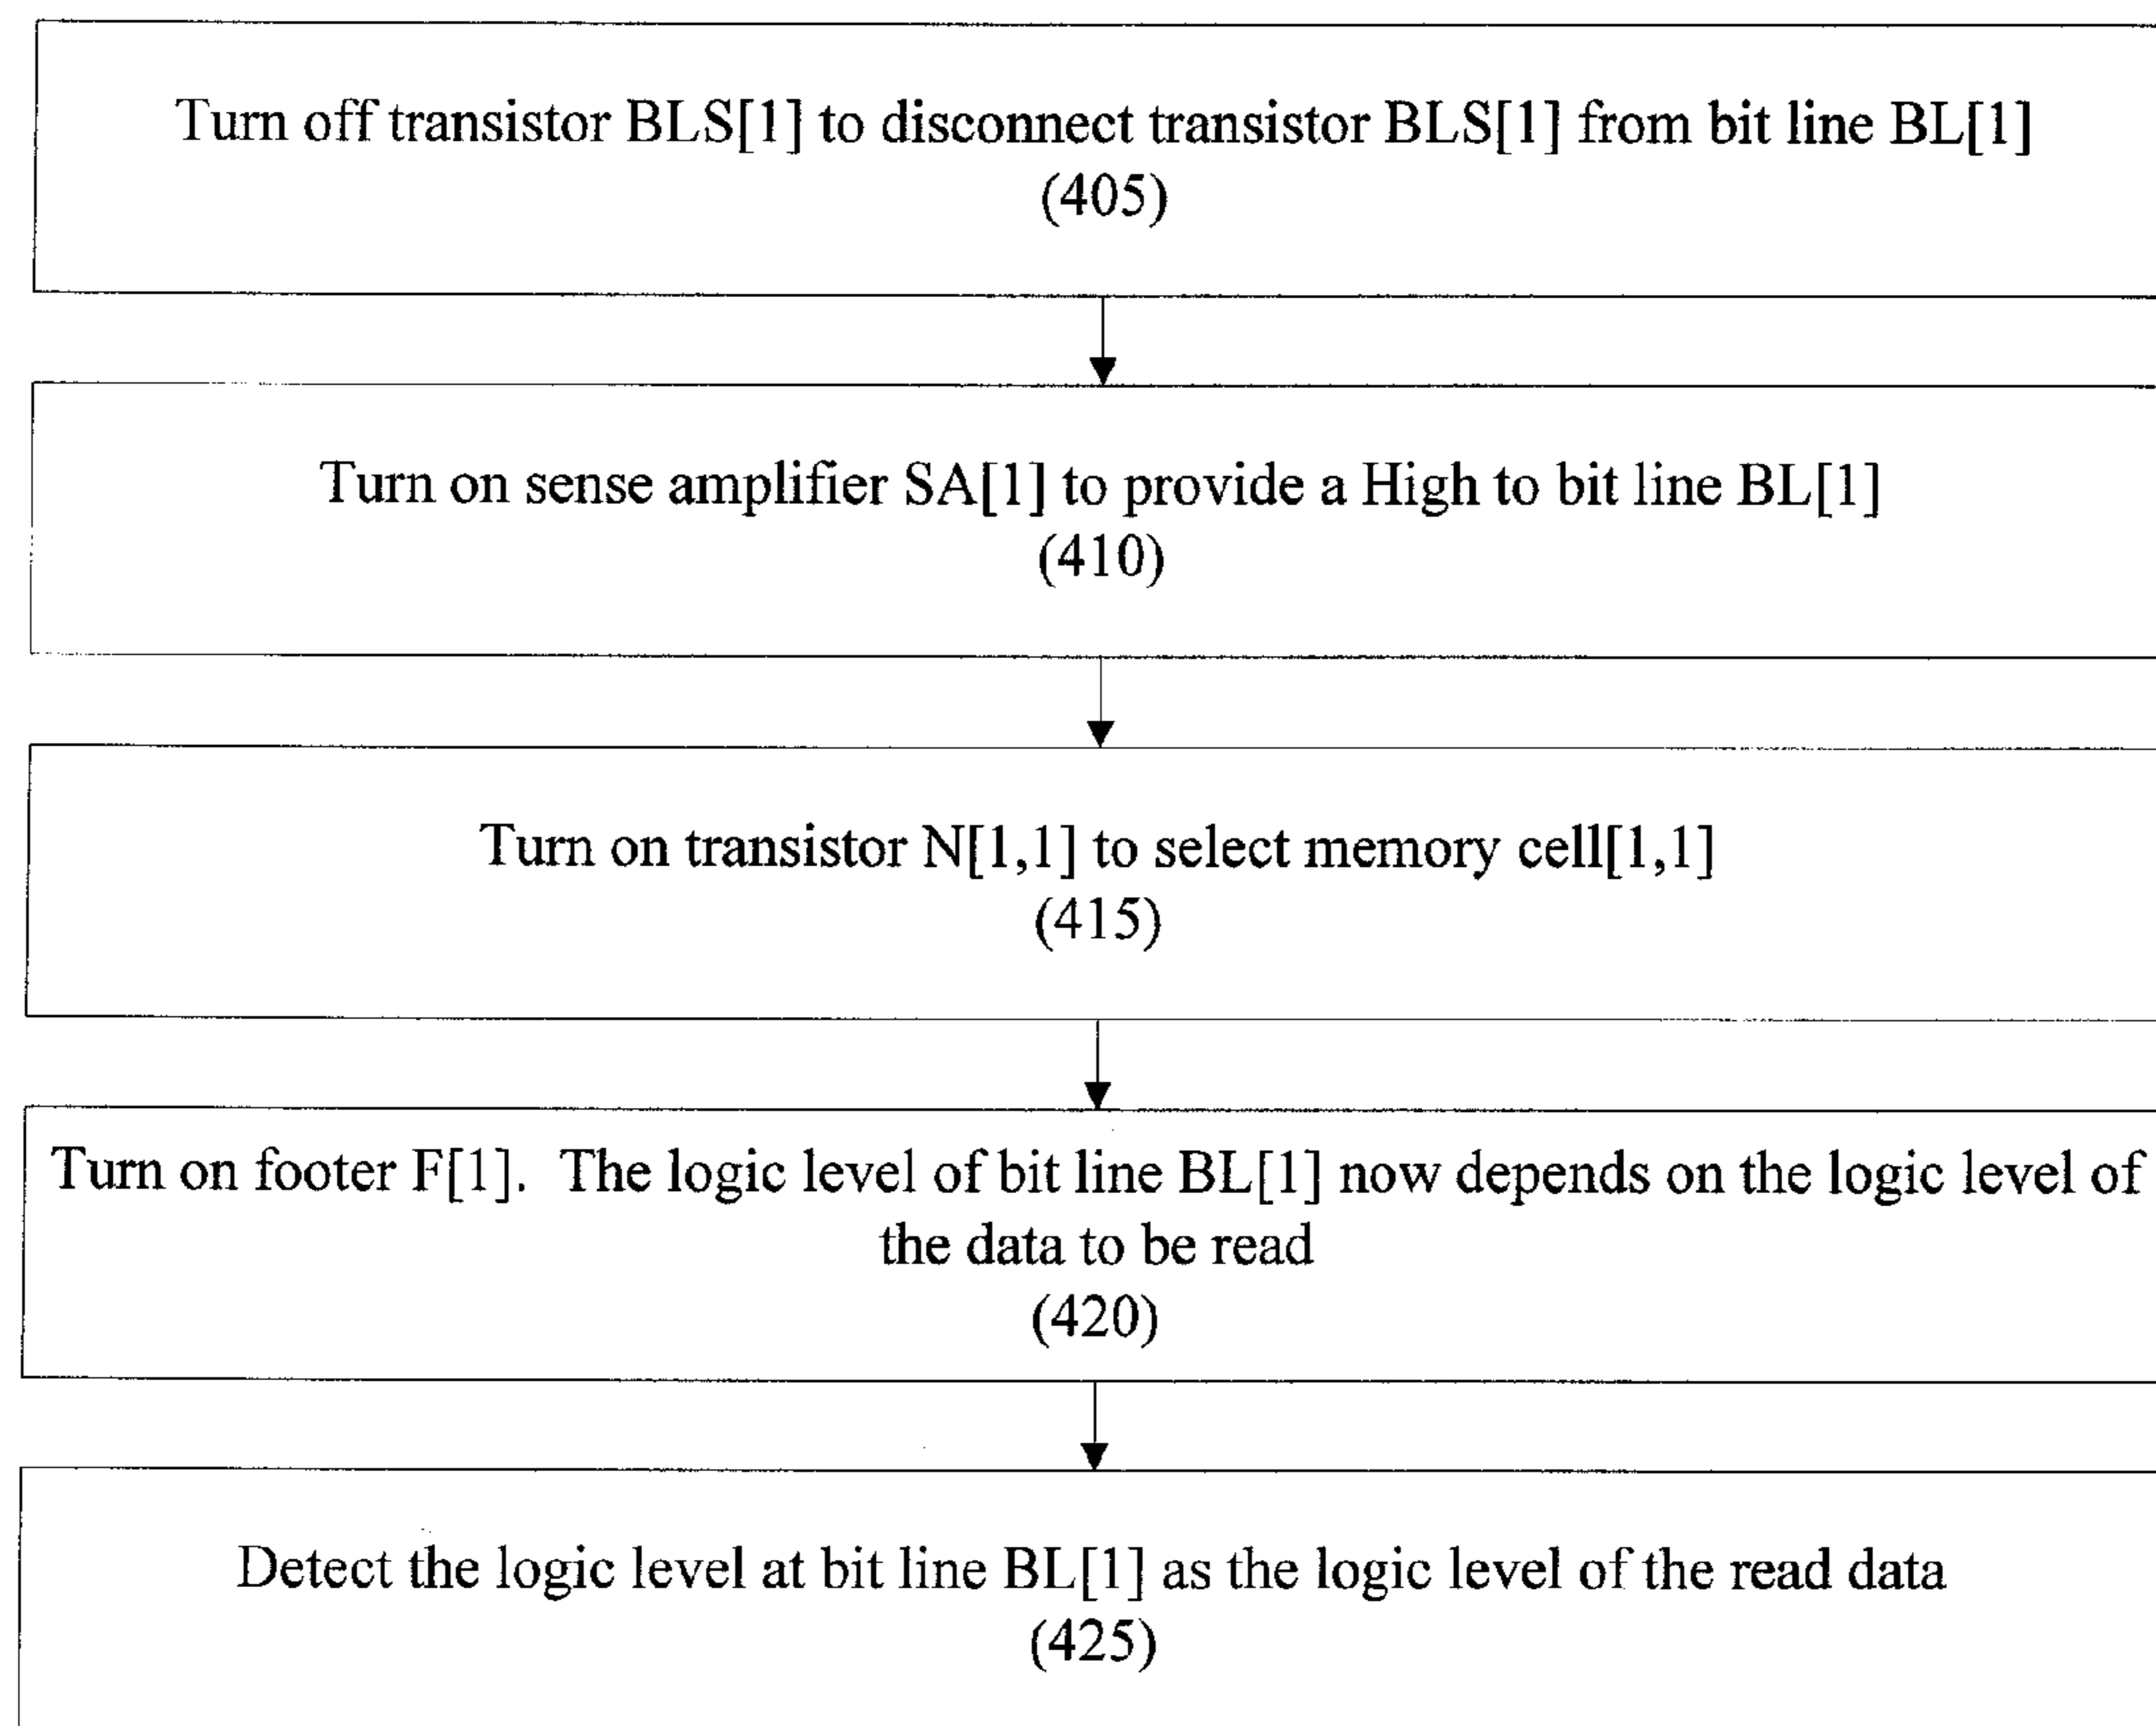 Turn off transistor BLS[1] to disconnect transistor BLS[1] from bit line BL[1]
(405)
Turn on sense amplifier SA[1] to provide a High to bit line BL[1]
(410)
Turn on transistor N[1,1] to select memory cell[1,1]
(415)
Turn on footer F[1].  The logic level of bit line BL[1] now depends on the logic level of
the data to be read
(420)
Detect the logic level at bit line BL[1] as the logic level of the read data
(425)